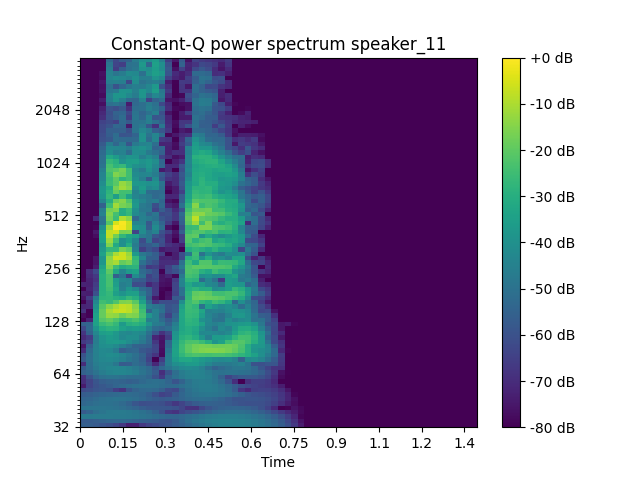 Constant-Q power spectrum speaker_11
Hz
2048
1024
512
256
128
64
32
0 0.15 0.3 0.45 0.6 0.75 0.9 1.1 1.2 1.4
Time
+0 dB
-10 dB
-20 dB
-30 dB
-40 dB
-50 dB
-60 dB
-70 dB
-80 dB